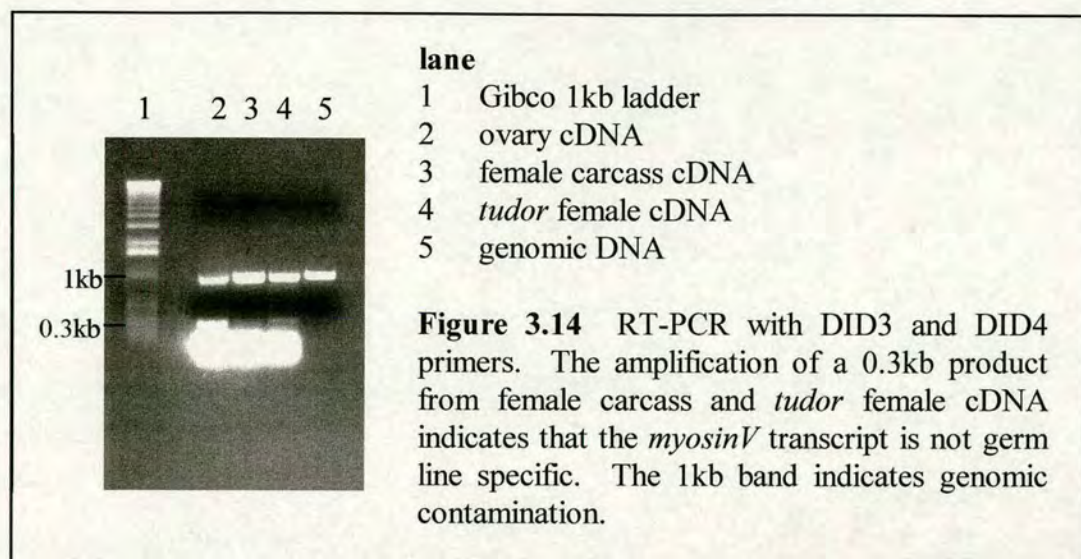 lane
1 Gibco 1kb ladder
2 ovary cDNA
3 female carcass cDNA
4 tudor female cDNA
5 genomic DNA
1 2 3 4 5
1kb
0.3kb
Figure 3.14 RT-PCR with DID3 and DID4
primers. The amplification of a 0.3kb product
from female carcass and tudor female cDNA
indicates that the myosinV transcript is not germ
line specific. The 1kb band indicates genomic
contamination.